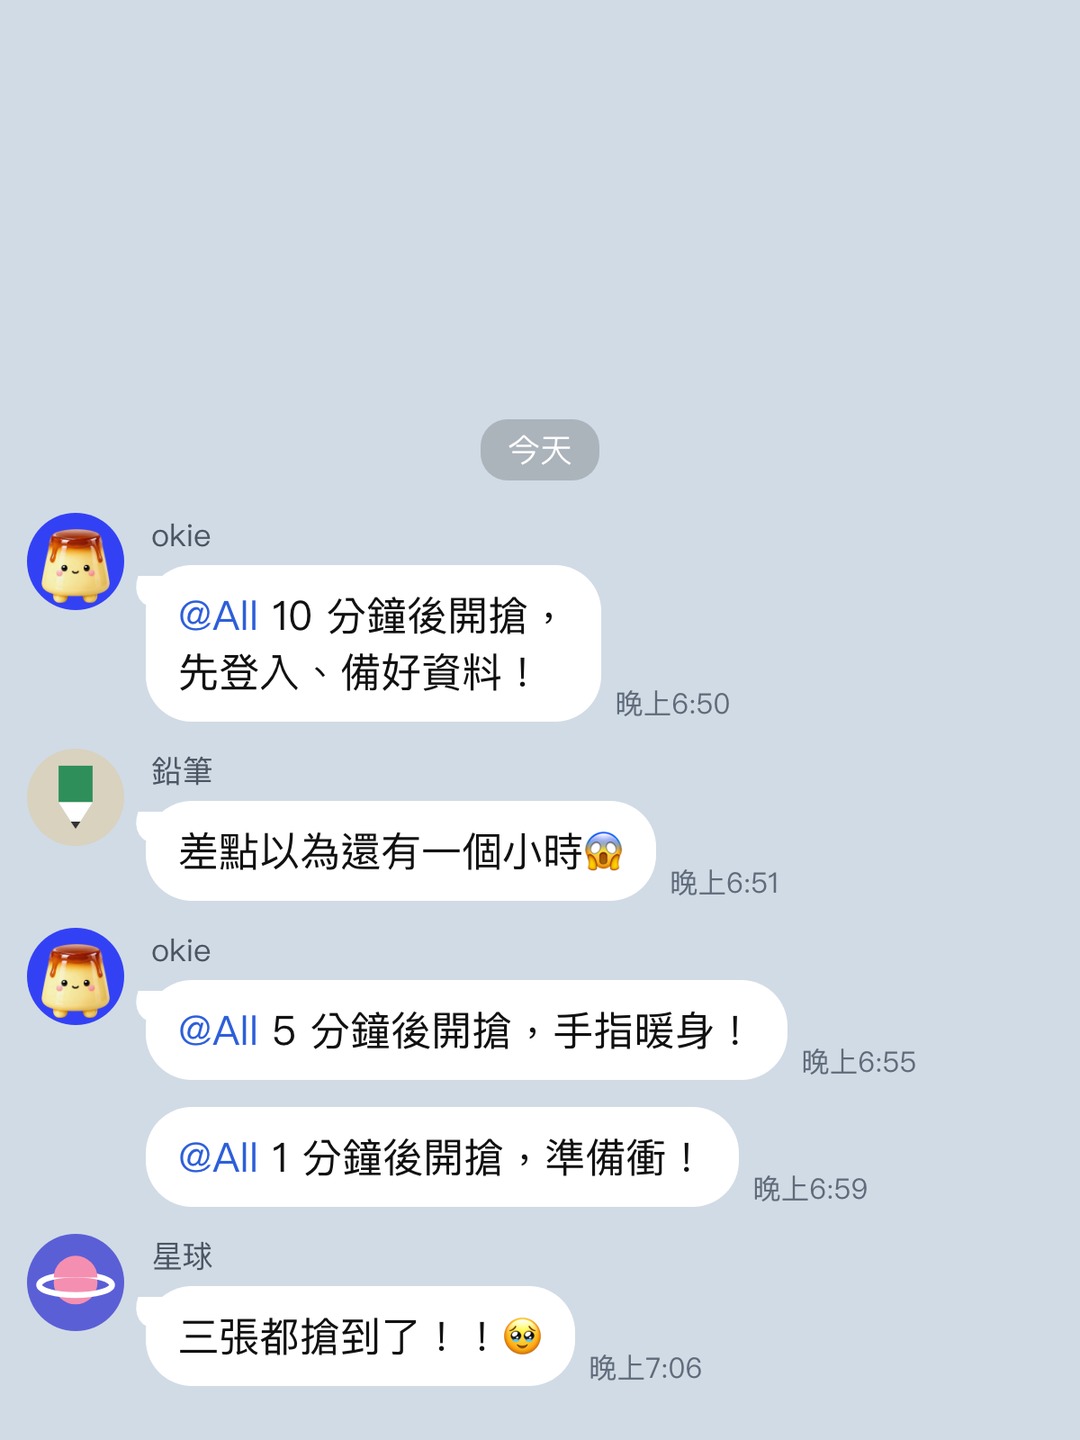 今天
okie
@All 10 分鐘後開搶，
先登入、備好資料！
晚上6:50
鉛筆
差點以為還有一個小時😱
晚上6:51
okie
@All 5 分鐘後開搶，手指暖身！
晚上6:55
@All 1 分鐘後開搶，準備衝！
晚上6:59
星球
三張都搶到了！！🥹
晚上7:06